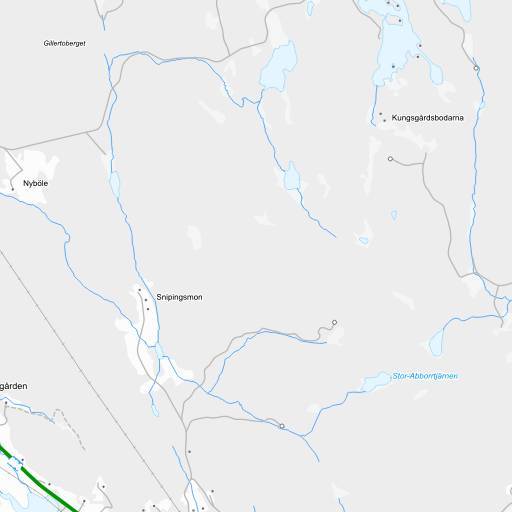 Gillertoberget
Kungsgårdsbodarna
Nyböle
Snipingsmon
Stor-Abborrtjärnen
gården